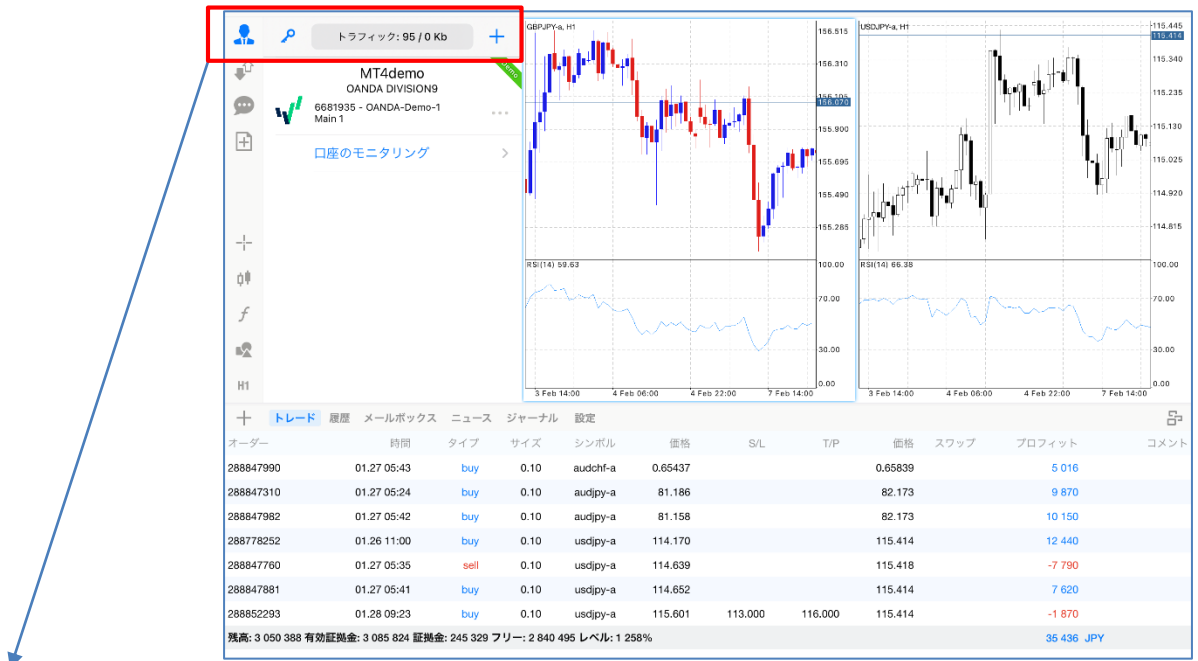 トラフィック: 95 / 0 Kb
MT4demo
OANDA DIVISION9
demo
6681935 - OANDA-Demo-1
Main 1
口座のモニタリング
H1
GBPJPY-a, H1
156.515
156.310
156.105
156.070
155.900
155.695
155.490
155.285
RSI(14) 59.63
100.00
70.00
30.00
0.00
3 Feb 14:00 4 Feb 06:00 4 Feb 22:00 7 Feb 14:00
USDJPY-a, H1
115.445
115.414
115.340
115.235
115.130
115.025
114.920
114.815
RSI(14) 66.38
100.00
70.00
30.00
0.00
3 Feb 14:00 4 Feb 06:00 4 Feb 22:00 7 Feb 14:00
トレード 履歴 メールボックス ニュース ジャーナル 設定
オーダー 時間 タイプ サイズ シンボル 価格 S/L T/P 価格 スワップ プロフィット コメント
288847990 01.27 05:43 buy 0.10 audchf-a 0.65437 0.65839 5 016
288847310 01.27 05:24 buy 0.10 audjpy-a 81.186 82.173 9 870
288847982 01.27 05:42 buy 0.10 audjpy-a 81.158 82.173 10 150
288778252 01.26 11:00 buy 0.10 usdjpy-a 114.170 115.414 12 440
288847760 01.27 05:35 sell 0.10 usdjpy-a 114.639 115.418 -7 790
288847881 01.27 05:41 buy 0.10 usdjpy-a 114.652 115.414 7 620
288852293 01.28 09:23 buy 0.10 usdjpy-a 115.601 113.000 116.000 115.414 -1 870
残高: 3 050 388 有効証拠金: 3 085 824 証拠金: 245 329 フリー: 2 840 495 レベル: 1 258% 35 436 JPY